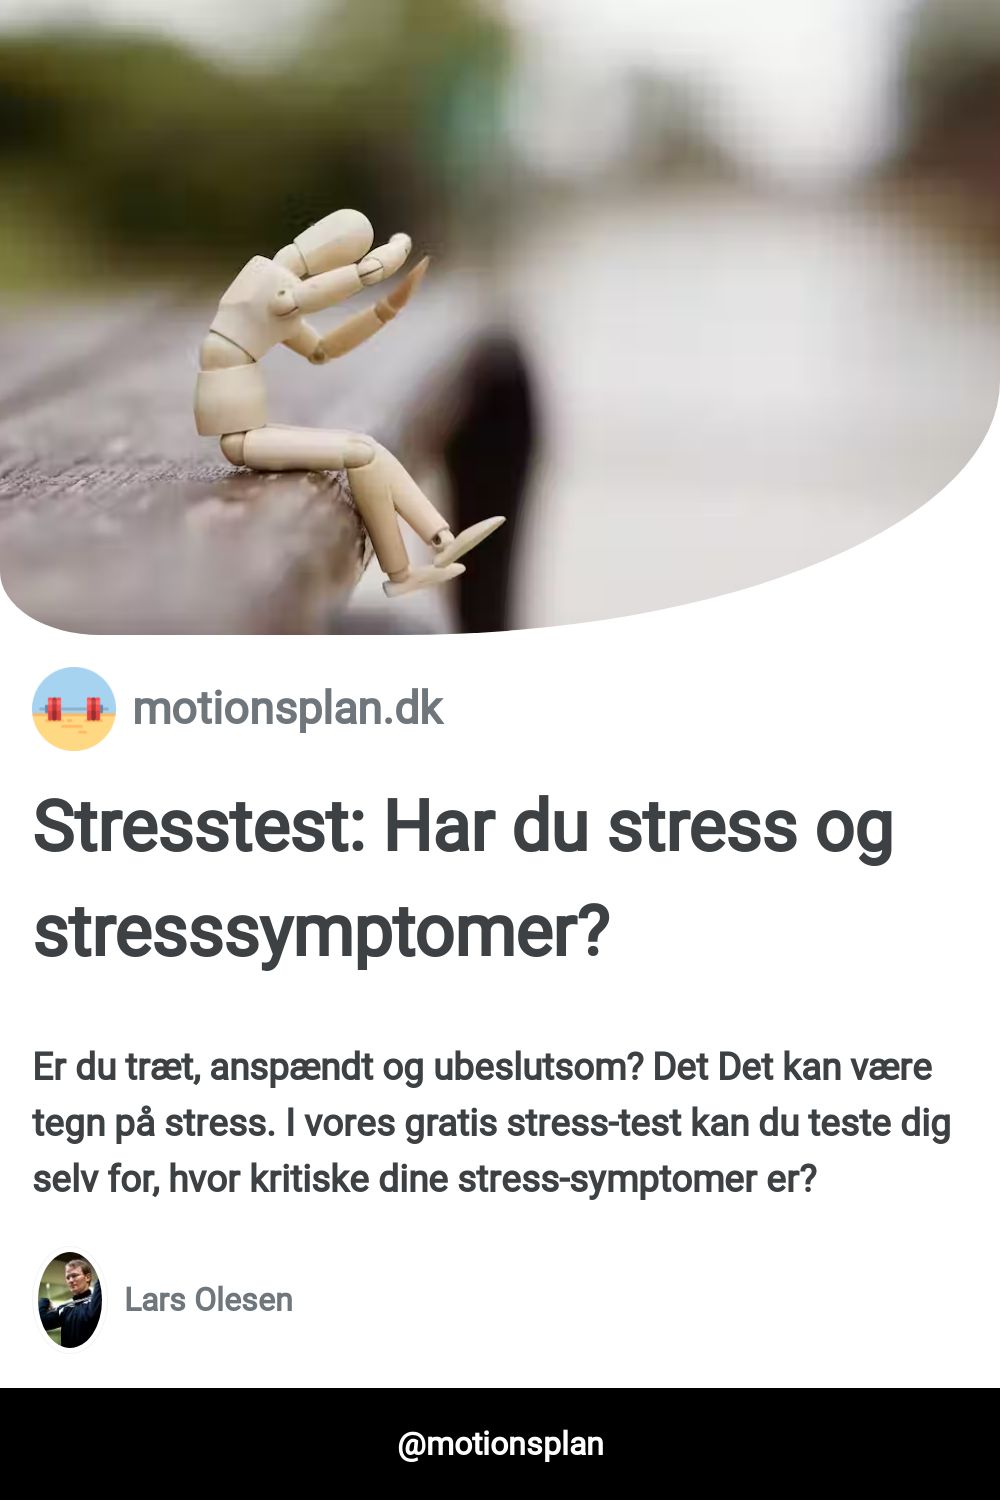 motionsplan.dk
Stresstest: Har du stress og
stresssymptomer?
Er du træt, anspændt og ubeslutsom? Det Det kan være
tegn på stress. I vores gratis stress-test kan du teste dig
selv for, hvor kritiske dine stress-symptomer er?
Lars Olesen
@motionsplan